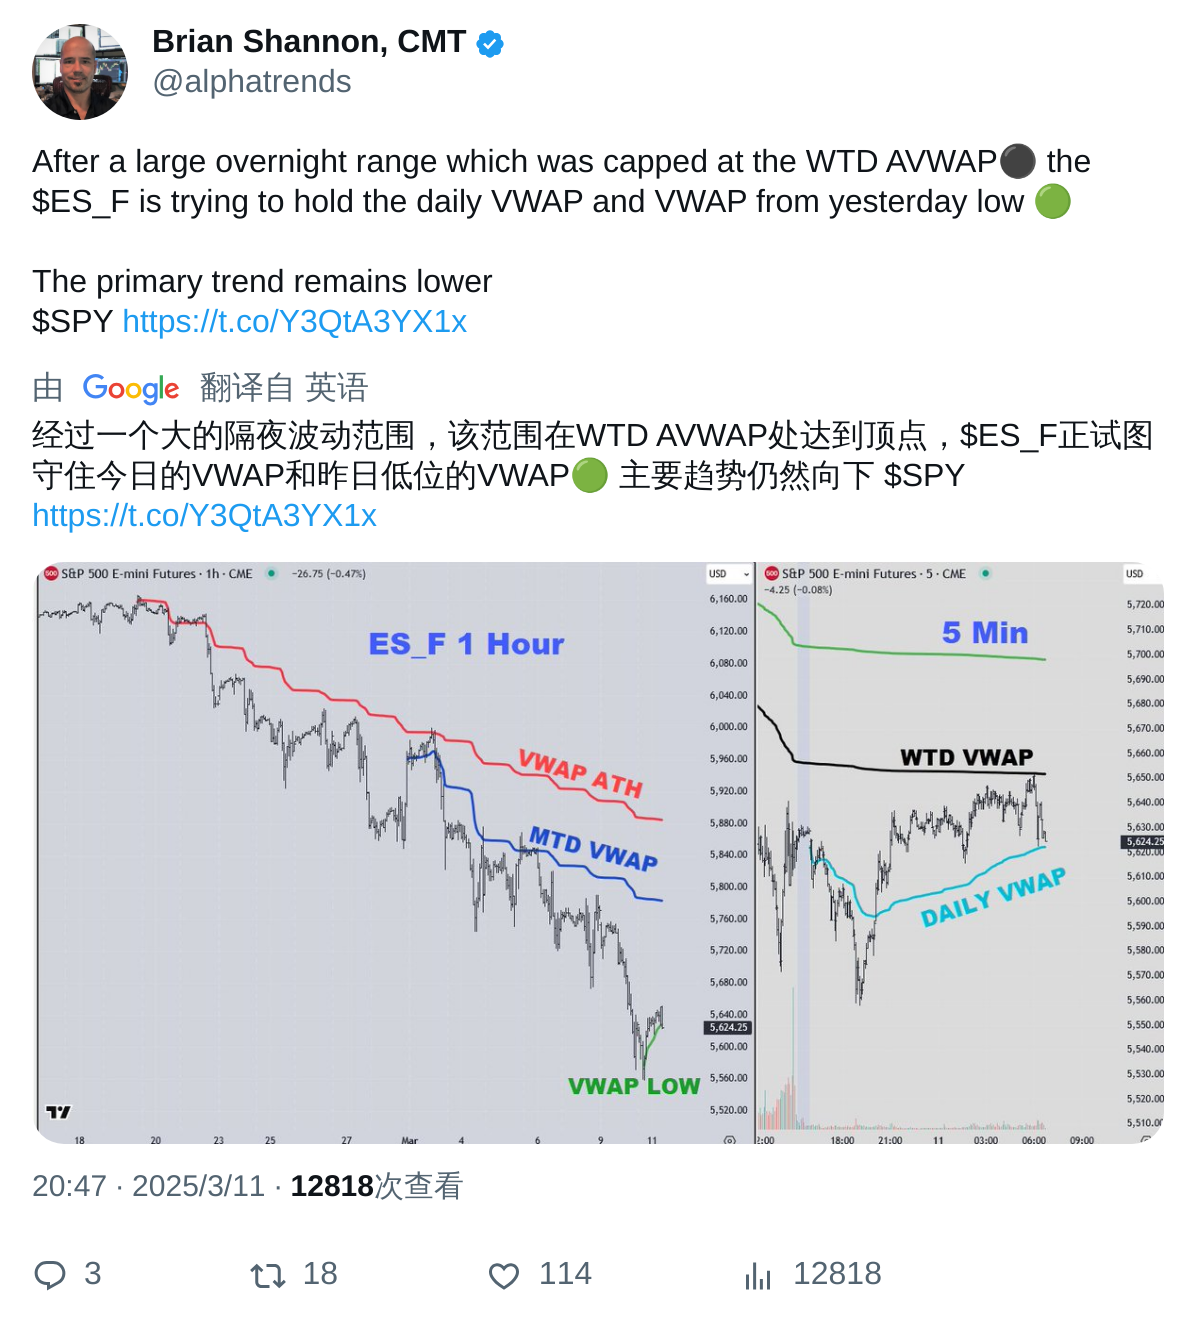 Brian Shannon, CMT
@alphatrends
After a large overnight range which was capped at the WTD AVWAP⚫ the
$ES_F is trying to hold the daily VWAP and VWAP from yesterday low 🟢
The primary trend remains lower
$SPY https://t.co/Y3QtA3YX1x
由 Google 翻译自 英语
经过一个大的隔夜波动范围，该范围在WTD AVWAP处达到顶点，$ES_F正试图
守住今日的VWAP和昨日低位的VWAP🟢 主要趋势仍然向下 $SPY
https://t.co/Y3QtA3YX1x
500 S&P 500 E-mini Futures · 1h · CME −26.75 (−0.47%)
USD
ES_F 1 Hour
VWAP ATH
MTD VWAP
VWAP LOW
6,160.00
6,120.00
6,080.00
6,040.00
6,000.00
5,960.00
5,920.00
5,880.00
5,840.00
5,800.00
5,760.00
5,720.00
5,680.00
5,640.00
5,624.25
5,600.00
5,560.00
5,520.00
18 20 23 25 27 Mar 4 6 9 11
500 S&P 500 E-mini Futures · 5 · CME
−4.25 (−0.08%)
USD
5 Min
WTD VWAP
DAILY VWAP
5,720.00
5,710.00
5,700.00
5,690.00
5,680.00
5,670.00
5,660.00
5,650.00
5,640.00
5,630.00
5,624.25
5,620.00
5,610.00
5,600.00
5,590.00
5,580.00
5,570.00
5,560.00
5,550.00
5,540.00
5,530.00
5,520.00
5,510.00
2:00 18:00 21:00 11 03:00 06:00 09:00
20:47 · 2025/3/11 · 12818次查看
3 18 114 12818